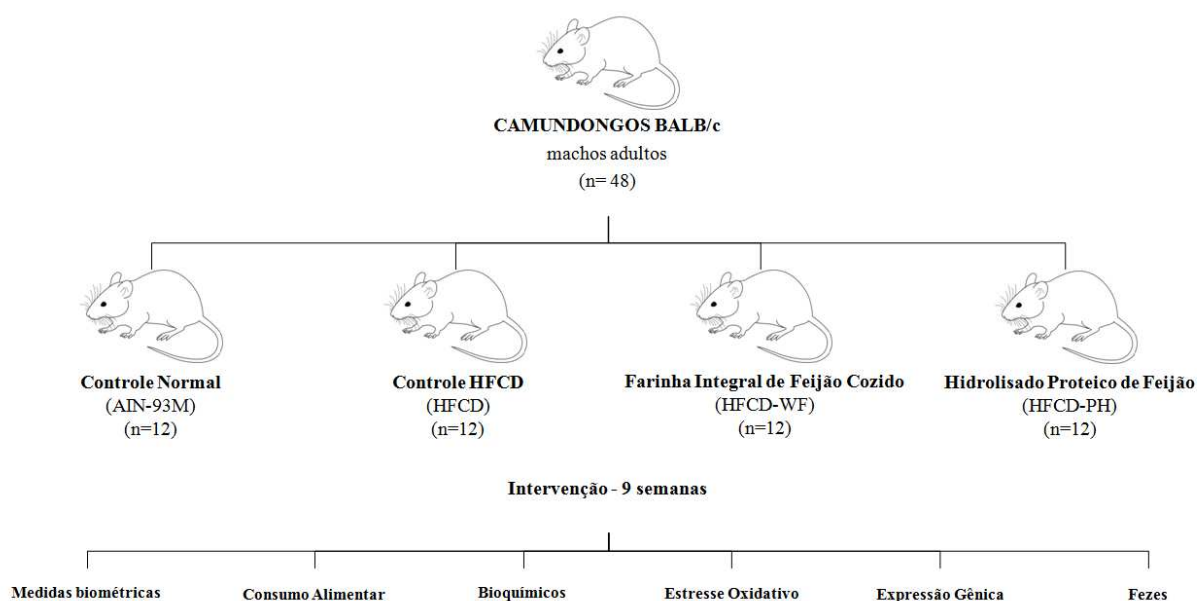 CAMUNDONGOS BALB/c
machos adultos
(n= 48)
Controle Normal
(AIN-93M)
(n=12)
Controle HFCD
(HFCD)
(n=12)
Farinha Integral de Feijão Cozido
(HFCD-WF)
(n=12)
Hidrolisado Proteico de Feijão
(HFCD-PH)
(n=12)
Intervenção - 9 semanas
Medidas biométricas
Consumo Alimentar
Bioquímicos
Estresse Oxidativo
Expressão Gênica
Fezes